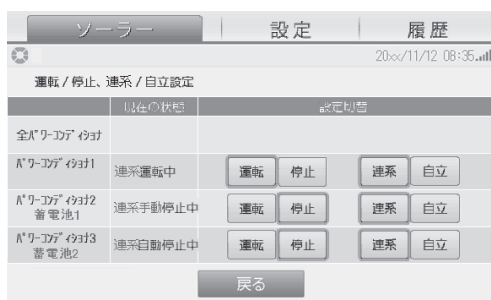 ソーラー 設定 履歴
20xx/11/12 08:35
運転 / 停止、連系 / 自立設定
現在の状態 設定切替
全ﾊﾟﾜｰｺﾝﾃﾞｨｼｮﾅ
ﾊﾟﾜｰｺﾝﾃﾞｨｼｮﾅ1 連系運転中 運転 停止 連系 自立
ﾊﾟﾜｰｺﾝﾃﾞｨｼｮﾅ2
蓄電池1 連系手動停止中 運転 停止 連系 自立
ﾊﾟﾜｰｺﾝﾃﾞｨｼｮﾅ3
蓄電池2 連系自動停止中 運転 停止 連系 自立
戻る